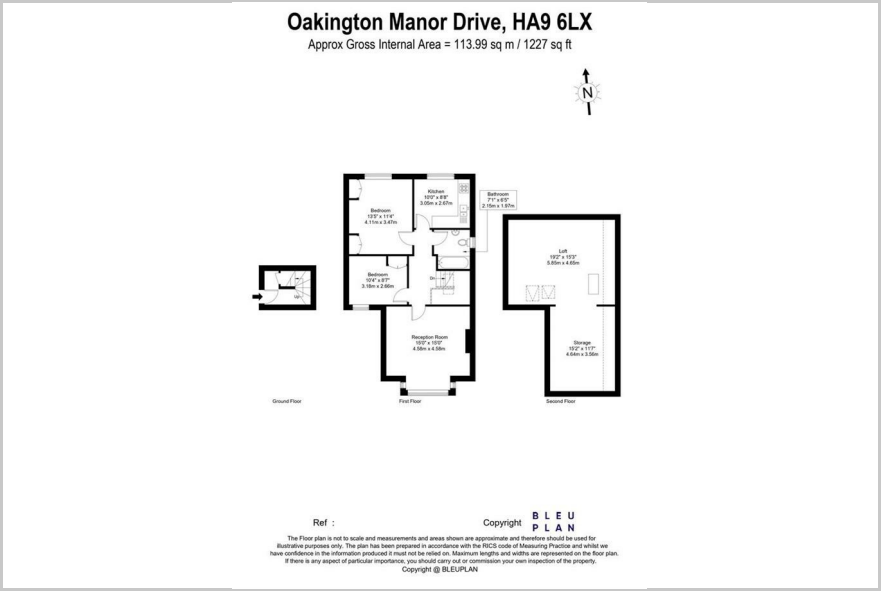 Oakington Manor Drive, HA9 6LX
Approx Gross Internal Area = 113.99 sq m / 1227 sq ft
N
Kitchen
10'0" x 8'8"
3.05m x 2.67m
Bathroom
7'1" x 6'5"
2.15m x 1.97m
Bedroom
13'5" x 11'4"
4.11m x 3.47m
Bedroom
10'4" x 8'7"
3.18m x 2.66m
Dn
Up
Reception Room
15'0" x 15'0"
4.58m x 4.58m
Loft
19'2" x 15'3"
5.85m x 4.65m
Storage
15'2" x 11'7"
4.64m x 3.56m
Ground Floor
First Floor
Second Floor
Ref :
Copyright
BLEU
PLAN
The Floor plan is not to scale and measurements and areas shown are approximate and therefore should be used for
illustrative purposes only. The plan has been prepared in accordance with the RICS code of Measuring Practice and whilst we
have confidence in the information produced it must not be relied on. Maximum lengths and widths are represented on the floor plan.
If there is any aspect of particular importance, you should carry out or commission your own inspection of the property.
Copyright @ BLEUPLAN